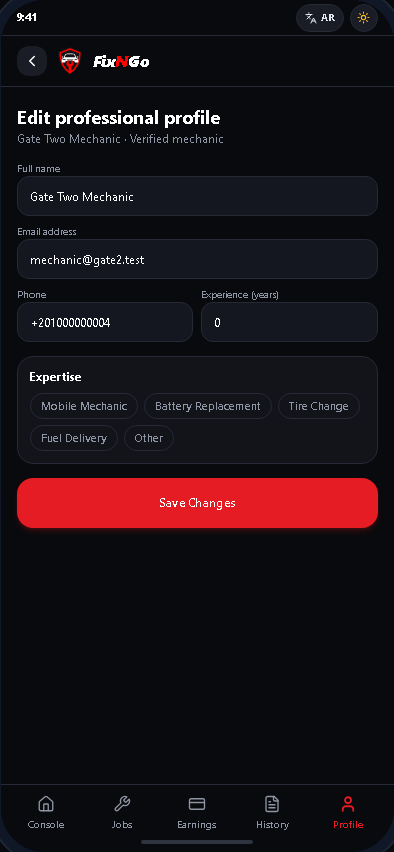 9:41
AR
FixNGo
Edit professional profile
Gate Two Mechanic · Verified mechanic
Full name
Gate Two Mechanic
Email address
mechanic@gate2.test
Phone
Experience (years)
+201000000004
0
Expertise
Mobile Mechanic
Battery Replacement
Tire Change
Fuel Delivery
Other
Save Changes
Console
Jobs
Earnings
History
Profile